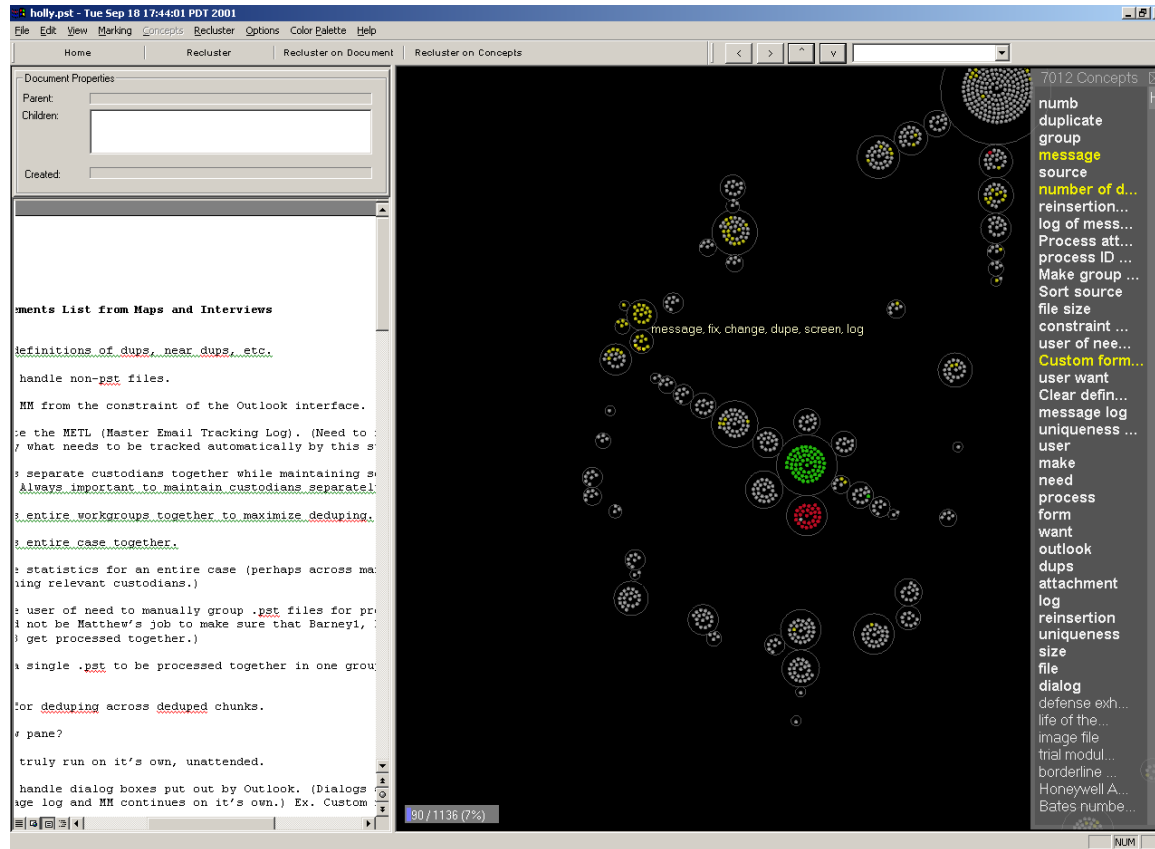 holly.pst - Tue Sep 18 17:44:01 PDT 2001
File Edit View Marking Concepts Recluster Options Color Palette Help
Home Recluster Recluster on Document Recluster on Concepts < > ^ v
Document Properties
Parent:
Children:
Created:
ements List from Maps and Interviews
definitions of dups, near dups, etc.
handle non-pst files.
MM from the constraint of the Outlook interface.
te the METL (Master Email Tracking Log). (Need to
y what needs to be tracked automatically by this s
s separate custodians together while maintaining s
Always important to maintain custodians separatel
s entire workgroups together to maximize deduping.
s entire case together.
e statistics for an entire case (perhaps across ma
ning relevant custodians.)
e user of need to manually group .pst files for pr
d not be Matthew's job to make sure that Barney1,
get processed together.)
a single .pst to be processed together in one grou
for deduping across deduped chunks.
w pane?
truly run on it's own, unattended.
handle dialog boxes put out by Outlook. (Dialogs
age log and MM continues on it's own.) Ex. Custom
message, fix, change, dupe, screen, log
90 / 1136 (7%)
7012 Concepts
numb
duplicate
group
message
source
number of d...
reinsertion...
log of mess...
Process att...
process ID ...
Make group ...
Sort source
file size
constraint ...
user of nee...
Custom form...
user want
Clear defin...
message log
uniqueness ...
user
make
need
process
form
want
outlook
dups
attachment
log
reinsertion
uniqueness
size
file
dialog
defense exh...
life of the...
image file
trial modul...
borderline ...
Honeywell A...
Bates numbe...
NUM